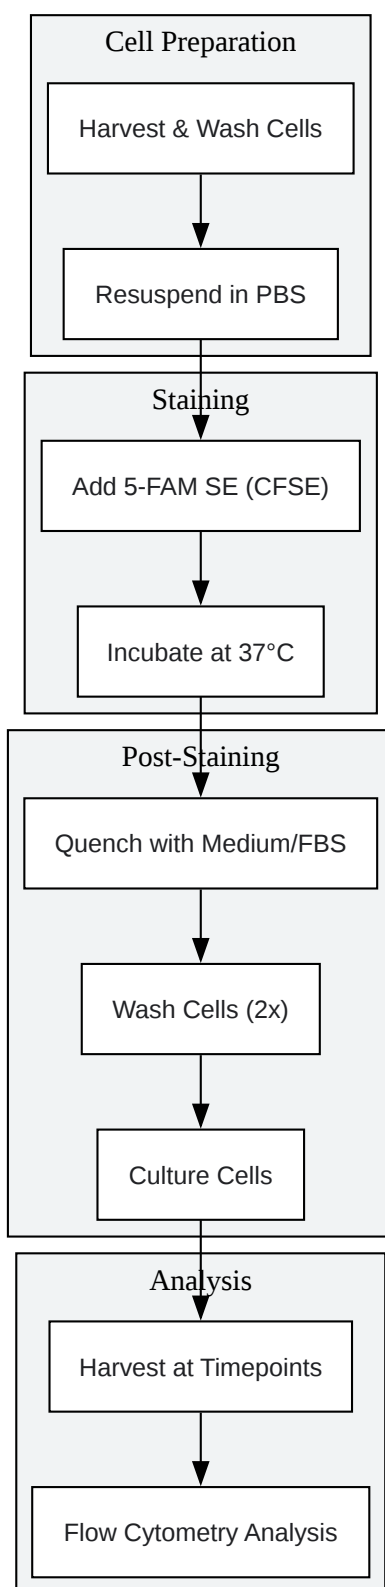 Cell Preparation
Harvest & Wash Cells
Resuspend in PBS
Staining
Add 5-FAM SE (CFSE)
Incubate at 37°C
Post-Staining
Quench with Medium/FBS
Wash Cells (2x)
Culture Cells
Analysis
Harvest at Timepoints
Flow Cytometry Analysis